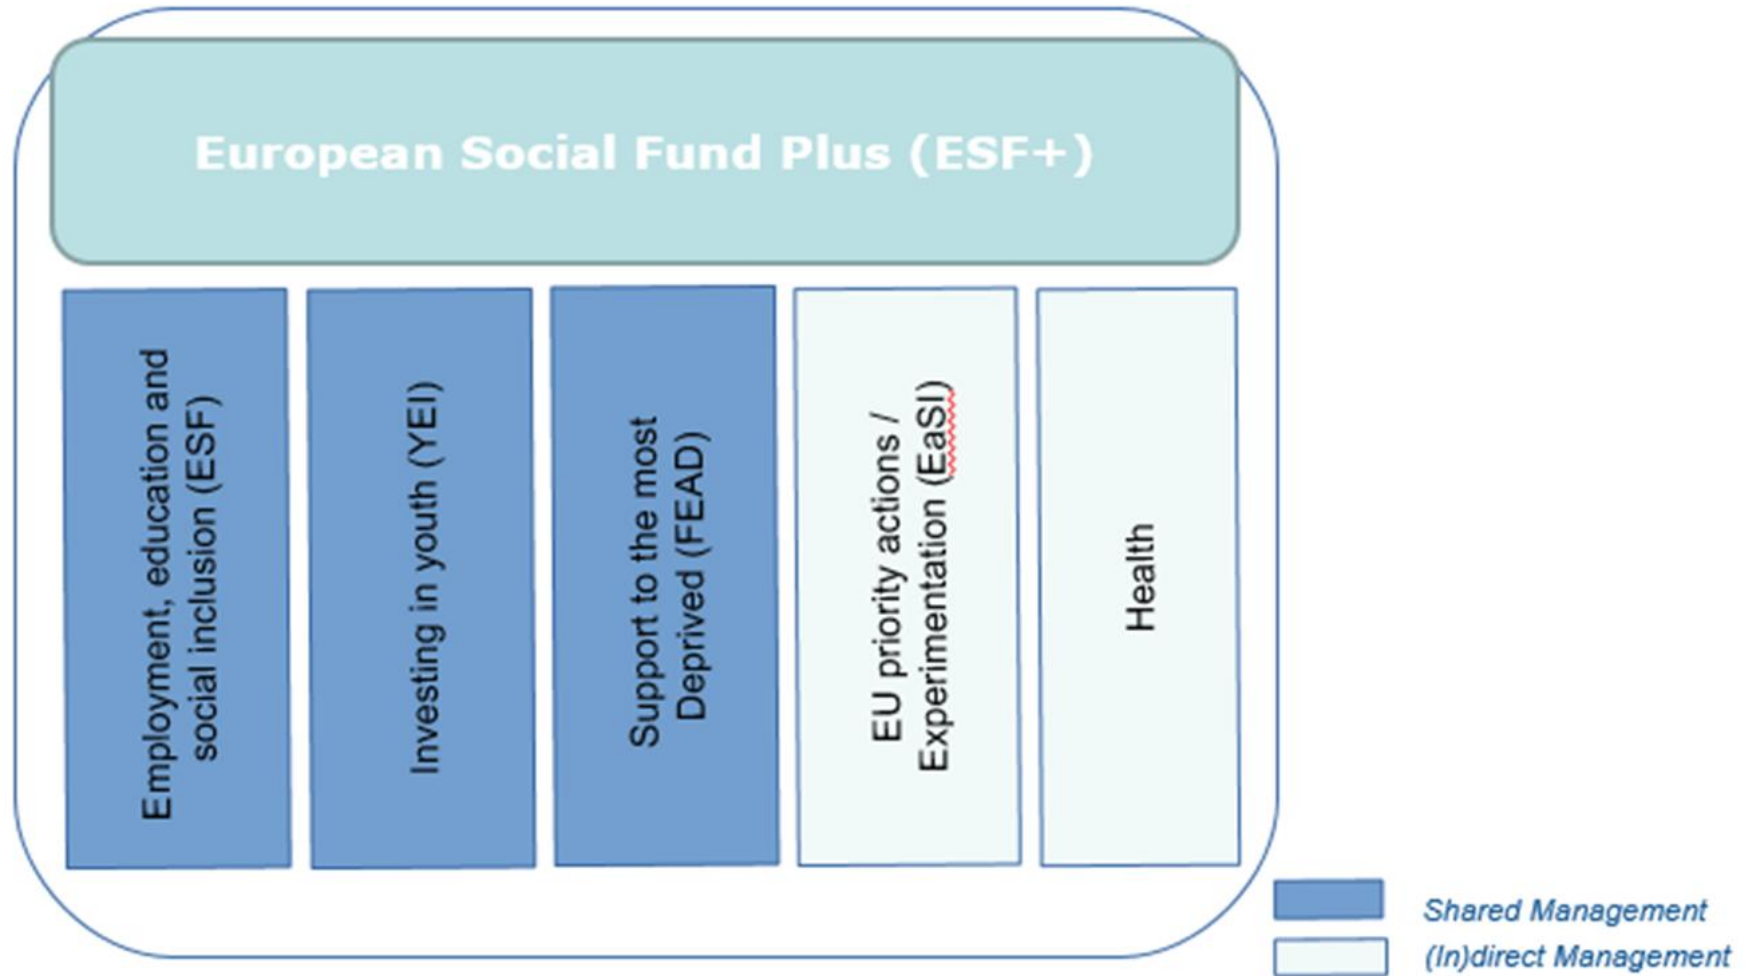 European Social Fund Plus (ESF+)
Employment, education and
social inclusion (ESF)
Investing in youth (YEI)
Support to the most
Deprived (FEAD)
EU priority actions /
Experimentation (EaSI)
Health
Shared Management
(In)direct Management